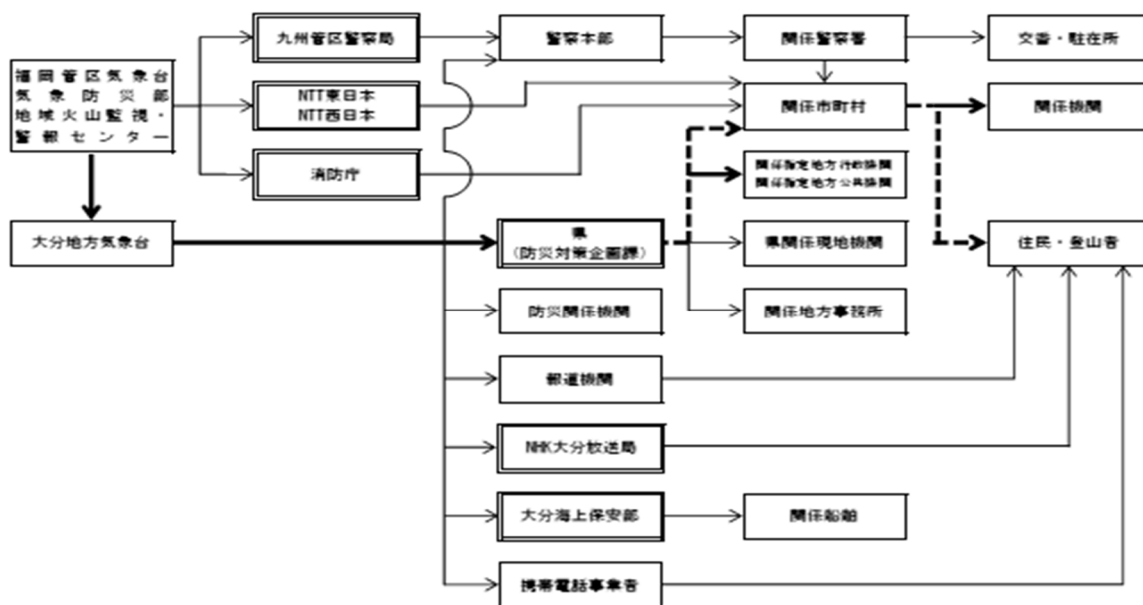 九州管区警察局
警察本部
関係警察署
交番・駐在所
福岡管区気象台
気象防災部
地域火山監視・
警報センター
NTT東日本
NTT西日本
関係市町村
関係機関
消防庁
関係指定地方行政機関
関係指定地方公共機関
大分地方気象台
県
(防災対策企画課)
県関係現地機関
住民・登山者
防災関係機関
関係地方事務所
報道機関
NHK大分放送局
大分海上保安部
関係船舶
携帯電話事業者